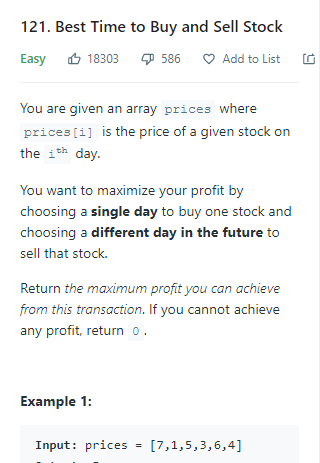 121. Best Time to Buy and Sell Stock
Easy 18303 586 Add to List
You are given an array prices where
prices[i] is the price of a given stock on
the ith day.
You want to maximize your profit by
choosing a single day to buy one stock and
choosing a different day in the future to
sell that stock.
Return the maximum profit you can achieve
from this transaction. If you cannot achieve
any profit, return 0.
Example 1:
Input: prices = [7,1,5,3,6,4]